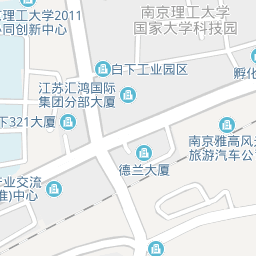 理工大学2011
协同创新中心
南京理工大学
国家大学科技园
白下工业园区
孵化
江苏汇鸿国际
集团分部大厦
下321大厦
南京雅高风光
旅游汽车公
德兰大厦
业交流
中心